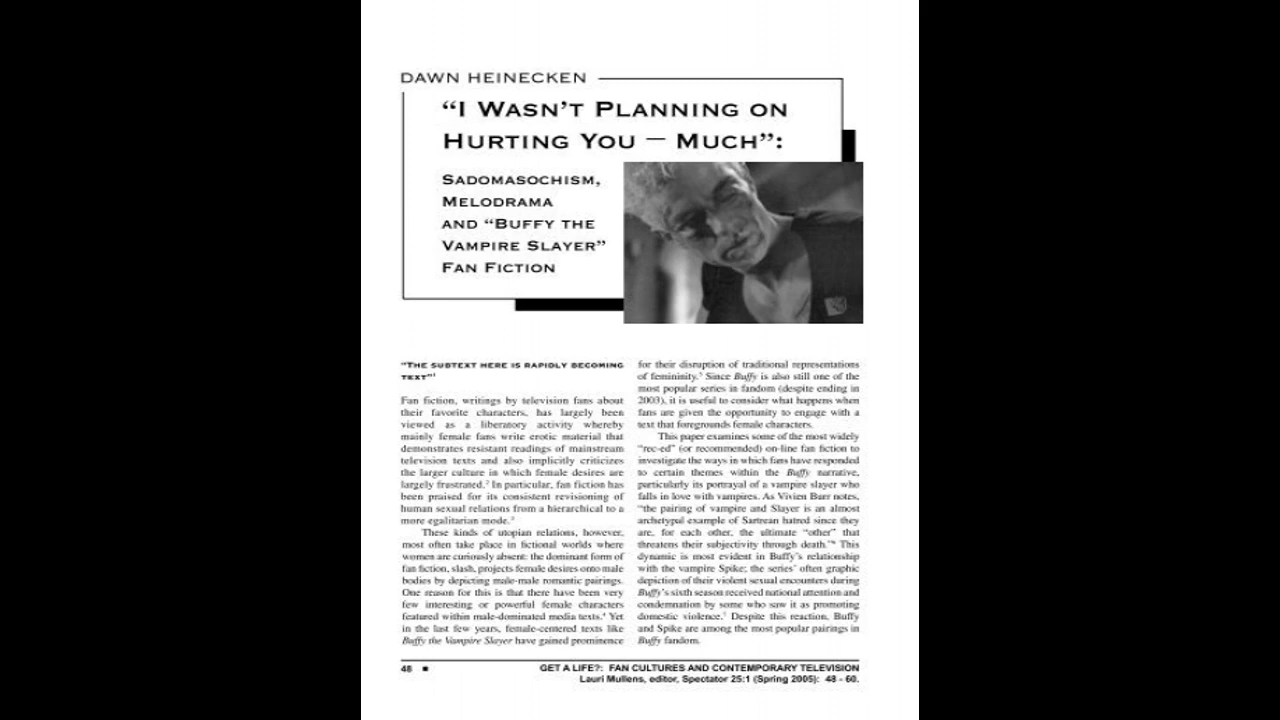 DAWN HEINECKEN
“I WASN’T PLANNING ON
HURTING YOU — MUCH”:
SADOMASOCHISM,
MELODRAMA
AND “BUFFY THE
VAMPIRE SLAYER”
FAN FICTION
“THE SUBTEXT HERE IS RAPIDLY BECOMING
TEXT”1
Fan fiction, writings by television fans about
their favorite characters, has largely been
viewed as a liberatory activity whereby
mainly female fans write erotic material that
demonstrates resistant readings of mainstream
television texts and also implicitly criticizes
the larger culture in which female desires are
largely frustrated.2 In particular, fan fiction has
been praised for its consistent revisioning of
human sexual relations from a hierarchical to a
more egalitarian mode.3
These kinds of utopian relations, however,
most often take place in fictional worlds where
women are curiously absent: the dominant form of
fan fiction, slash, projects female desires onto male
bodies by depicting male-male romantic pairings.
One reason for this is that there have been very
few interesting or powerful female characters
featured within male-dominated media texts.4 Yet
in the last few years, female-centered texts like
Buffy the Vampire Slayer have gained prominence
for their disruption of traditional representations
of femininity.5 Since Buffy is also still one of the
most popular series in fandom (despite ending in
2003), it is useful to consider what happens when
fans are given the opportunity to engage with a
text that foregrounds female characters.
This paper examines some of the most widely
“rec-ed” (or recommended) on-line fan fiction to
investigate the ways in which fans have responded
to certain themes within the Buffy narrative,
particularly its portrayal of a vampire slayer who
falls in love with vampires. As Vivien Burr notes,
“the pairing of vampire and Slayer is an almost
archetypal example of Sartrean hatred since they
are, for each other, the ultimate “other” that
threatens their subjectivity through death.”6 This
dynamic is most evident in Buffy’s relationship
with the vampire Spike; the series’ often graphic
depiction of their violent sexual encounters during
Buffy’s sixth season received national attention and
condemnation by some who saw it as promoting
domestic violence.7 Despite this reaction, Buffy
and Spike are among the most popular pairings in
Buffy fandom.
48 ■ GET A LIFE?: FAN CULTURES AND CONTEMPORARY TELEVISION
Lauri Mullens, editor, Spectator 25:1 (Spring 2005): 48 - 60.